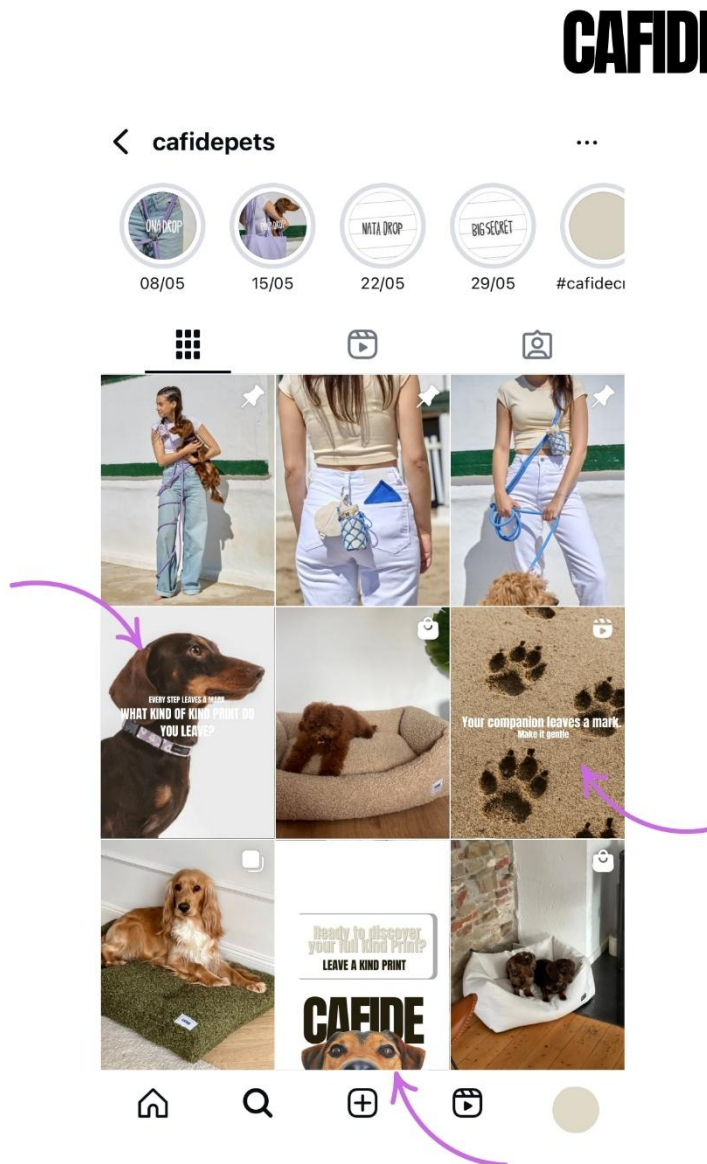 CAFIDE
cafidepets
ONA DROP
NATA DROP
BIG SECRET
08/05
15/05
22/05
29/05
#cafidecr
EVERY STEP LEAVES A MARK.
WHAT KIND OF KIND PRINT DO
YOU LEAVE?
Your companion leaves a mark.
Make it gentle
Ready to discover
your full Kind Print?
LEAVE A KIND PRINT
CAFIDE